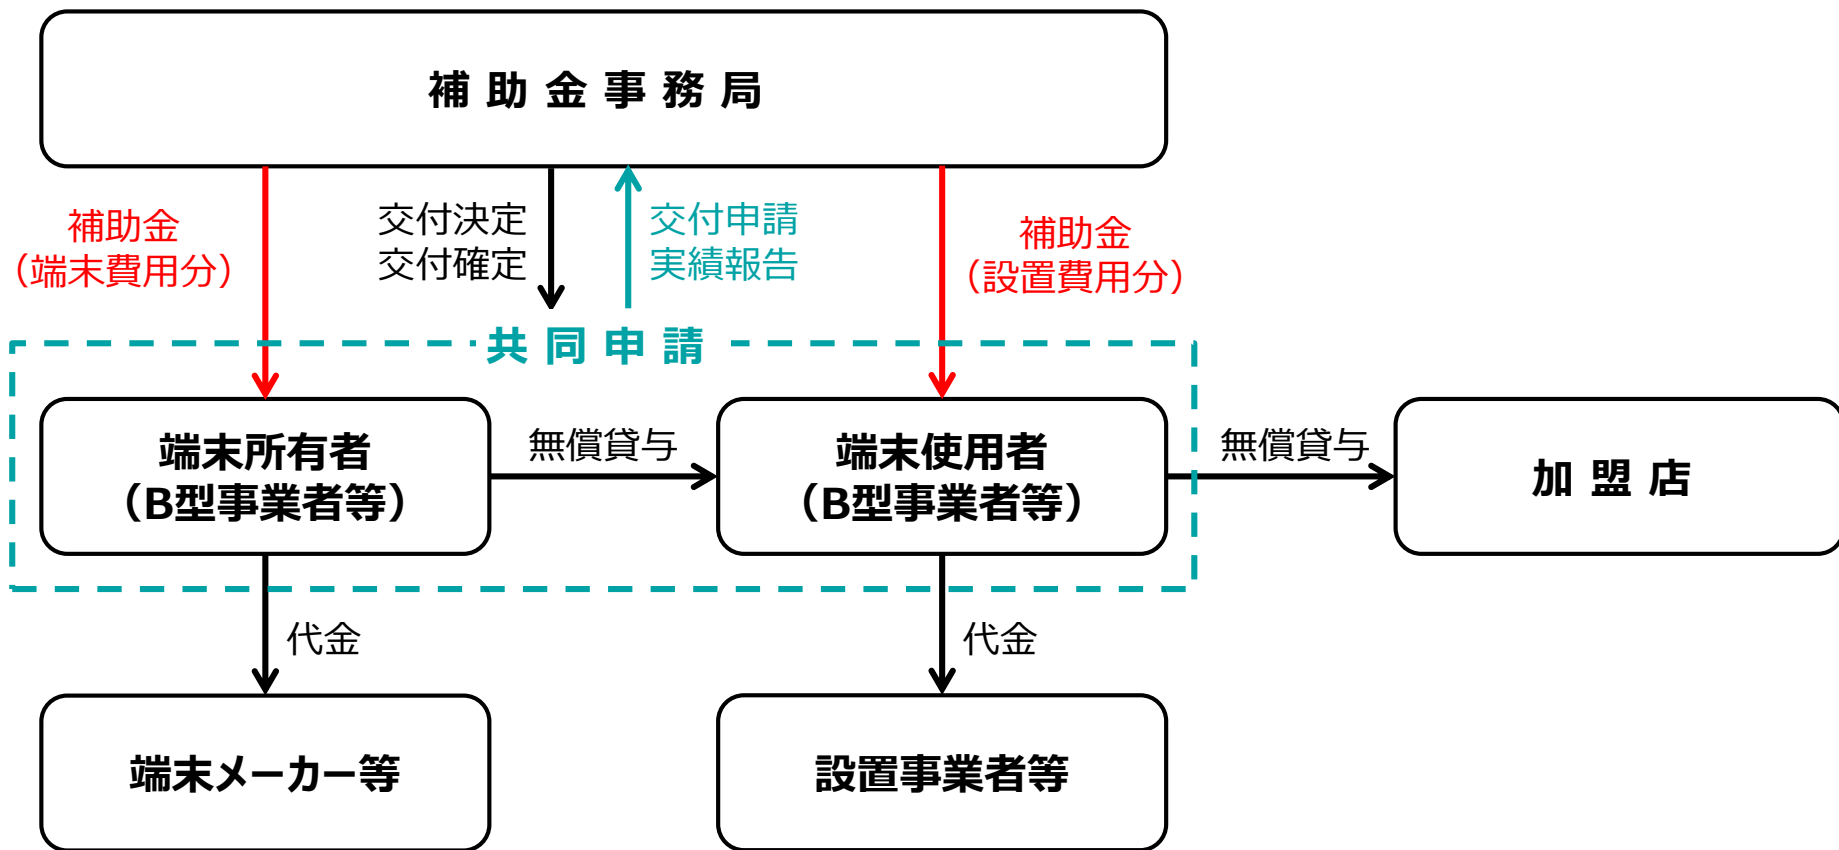 補助金事務局
補助金
（端末費用分）
交付決定
交付確定
交付申請
実績報告
補助金
（設置費用分）
共同申請
端末所有者
（B型事業者等）
無償貸与
端末使用者
（B型事業者等）
無償貸与
加盟店
代金
代金
端末メーカー等
設置事業者等